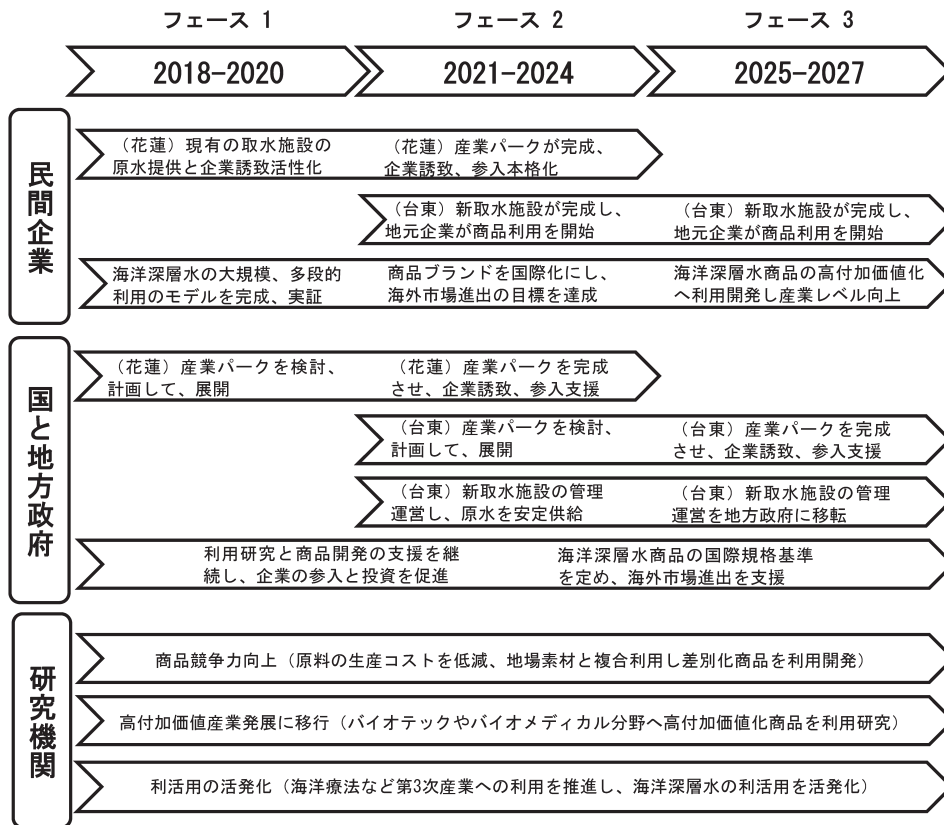 フェース 1
フェース 2
フェース 3
2018-2020
2021-2024
2025-2027
民間企業
（花蓮）現有の取水施設の
原水提供と企業誘致活性化
（花蓮）産業パークが完成、
企業誘致、参入本格化
（台東）新取水施設が完成し、
地元企業が商品利用を開始
（台東）新取水施設が完成し、
地元企業が商品利用を開始
海洋深層水の大規模、多段的
利用のモデルを完成、実証
商品ブランドを国際化にし、
海外市場進出の目標を達成
海洋深層水商品の高付加価値化
へ利用開発し産業レベル向上
国と地方政府
（花蓮）産業パークを検討、
計画して、展開
（花蓮）産業パークを完成
させ、企業誘致、参入支援
（台東）産業パークを検討、
計画して、展開
（台東）産業パークを完成
させ、企業誘致、参入支援
（台東）新取水施設の管理
運営し、原水を安定供給
（台東）新取水施設の管理
運営を地方政府に移転
利用研究と商品開発の支援を継
続し、企業の参入と投資を促進
海洋深層水商品の国際規格基準
を定め、海外市場進出を支援
研究機関
商品競争力向上（原料の生産コストを低減、地場素材と複合利用し差別化商品を利用開発）
高付加価値産業発展に移行（バイオテックやバイオメディカル分野へ高付加価値化商品を利用研究）
利活用の活発化（海洋療法など第3次産業への利用を推進し、海洋深層水の利活用を活発化）